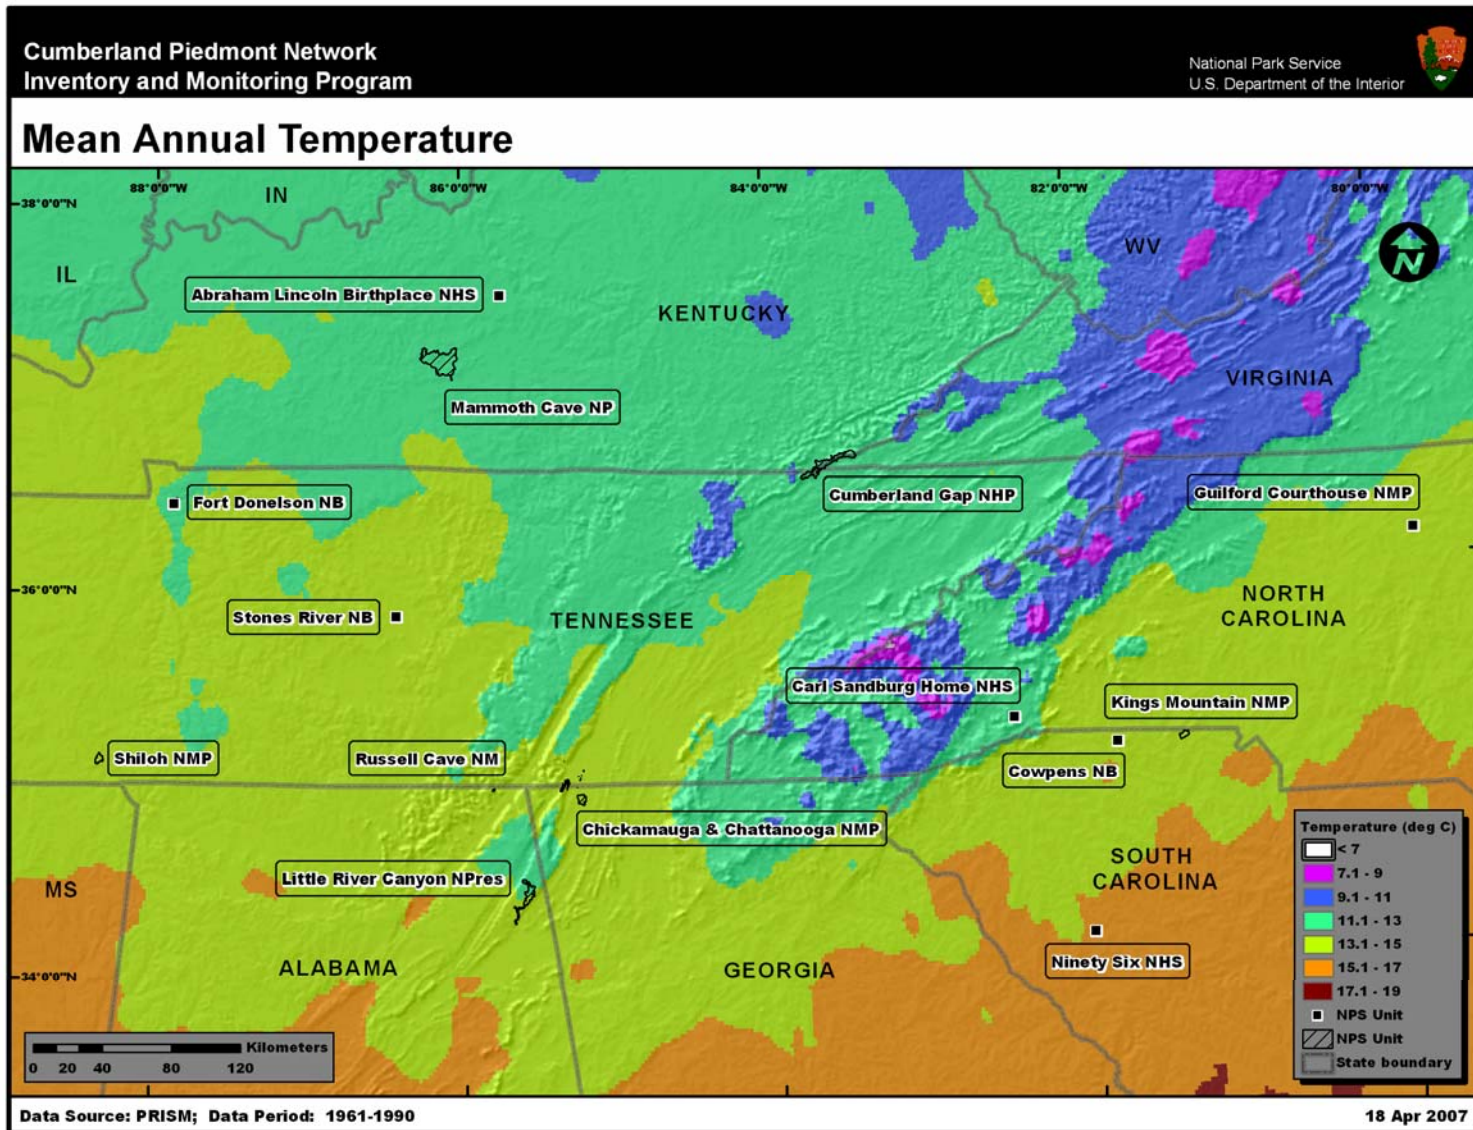 Cumberland Piedmont Network
Inventory and Monitoring Program
National Park Service
U.S. Department of the Interior
Mean Annual Temperature
88°0'0"W
86°0'0"W
84°0'0"W
82°0'0"W
80°0'0"W
38°0'0"N
IN
WV
N
IL
Abraham Lincoln Birthplace NHS
KENTUCKY
VIRGINIA
Mammoth Cave NP
Fort Donelson NB
Cumberland Gap NHP
Guilford Courthouse NMP
36°0'0"N
Stones River NB
TENNESSEE
NORTH
CAROLINA
Carl Sandburg Home NHS
Kings Mountain NMP
Shiloh NMP
Russell Cave NM
Cowpens NB
Chickamauga & Chattanooga NMP
MS
Little River Canyon NPres
SOUTH
CAROLINA
34°0'0"N
ALABAMA
GEORGIA
Ninety Six NHS
Temperature (deg C)
< 7
7.1 - 9
9.1 - 11
11.1 - 13
13.1 - 15
15.1 - 17
17.1 - 19
NPS Unit
NPS Unit
State boundary
Kilometers
0 20 40 80 120
Data Source: PRISM; Data Period: 1961-1990
18 Apr 2007